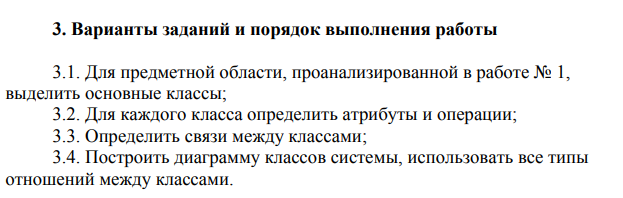 3. Варианты заданий и порядок выполнения работы
3.1. Для предметной области, проанализированной в работе № 1,
выделить основные классы;
3.2. Для каждого класса определить атрибуты и операции;
3.3. Определить связи между классами;
3.4. Построить диаграмму классов системы, использовать все типы
отношений между классами.